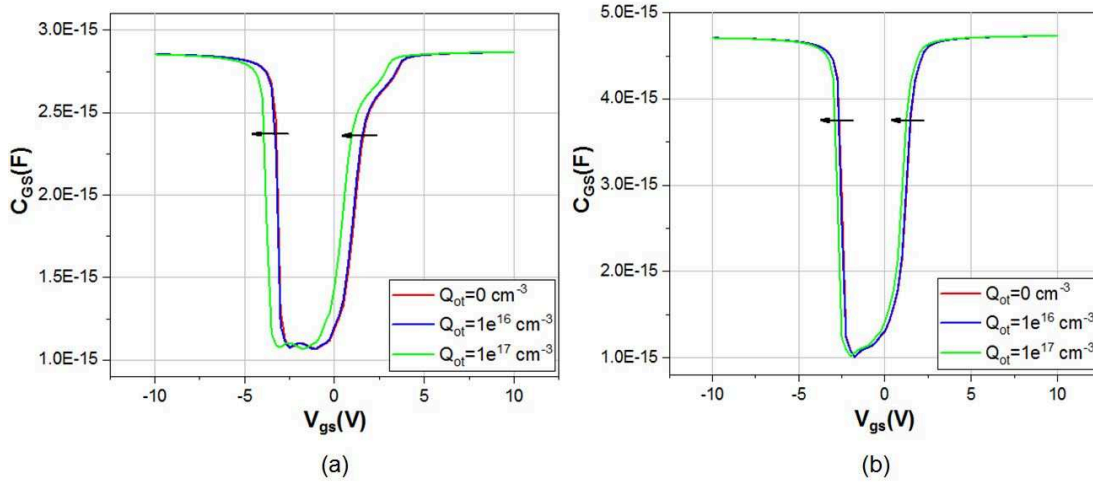 3.0E-15
2.5E-15
2.0E-15
1.5E-15
1.0E-15
C_GS(F)
-10 -5 0 5 10
V_gs(V)
Q_ot=0 cm^-3
Q_ot=1e^16 cm^-3
Q_ot=1e^17 cm^-3
(a)
5.0E-15
4.0E-15
3.0E-15
2.0E-15
1.0E-15
C_GS(F)
-10 -5 0 5 10
V_gs(V)
Q_ot=0 cm^-3
Q_ot=1e^16 cm^-3
Q_ot=1e^17 cm^-3
(b)